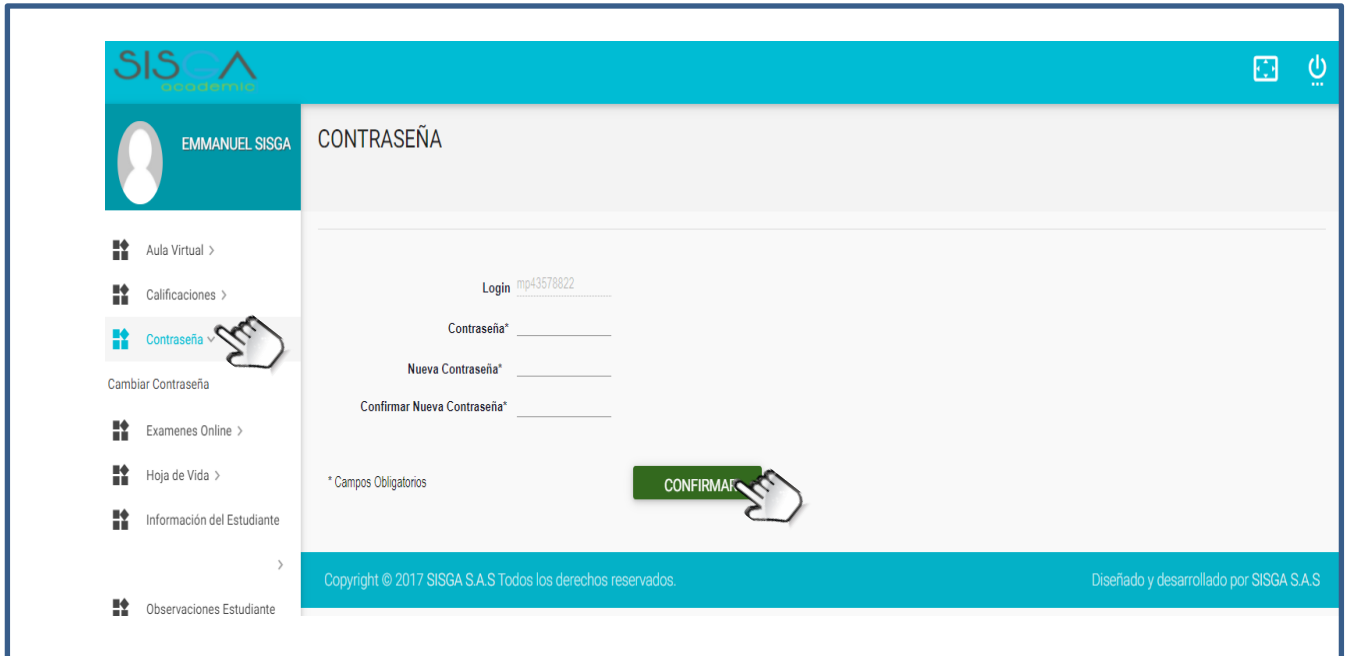 SISGA
academic
EMMANUEL SISGA
CONTRASEÑA
Aula Virtual >
Calificaciones >
Contraseña
Cambiar Contraseña
Examenes Online >
Hoja de Vida >
Información del Estudiante
>
Observaciones Estudiante
Login mp43578822
Contraseña*
Nueva Contraseña*
Confirmar Nueva Contraseña*
* Campos Obligatorios
CONFIRMAR
Copyright © 2017 SISGA S.A.S Todos los derechos reservados.
Diseñado y desarrollado por SISGA S.A.S